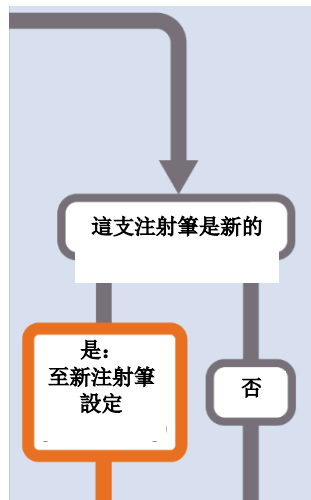 這支注射筆是新的
是：
至新注射筆
設定
否